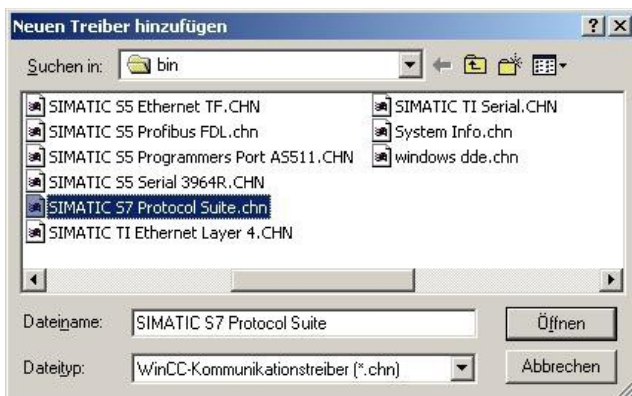 Neuen Treiber hinzufügen
Suchen in: bin
SIMATIC S5 Ethernet TF.CHN
SIMATIC S5 Profibus FDL.chn
SIMATIC S5 Programmers Port AS511.CHN
SIMATIC S5 Serial 3964R.CHN
SIMATIC S7 Protocol Suite.chn
SIMATIC TI Ethernet Layer 4.CHN
SIMATIC TI Serial.CHN
System Info.chn
windows dde.chn
Dateiname: SIMATIC S7 Protocol Suite Öffnen
Dateityp: WinCC-Kommunikationstreiber (*.chn) Abbrechen